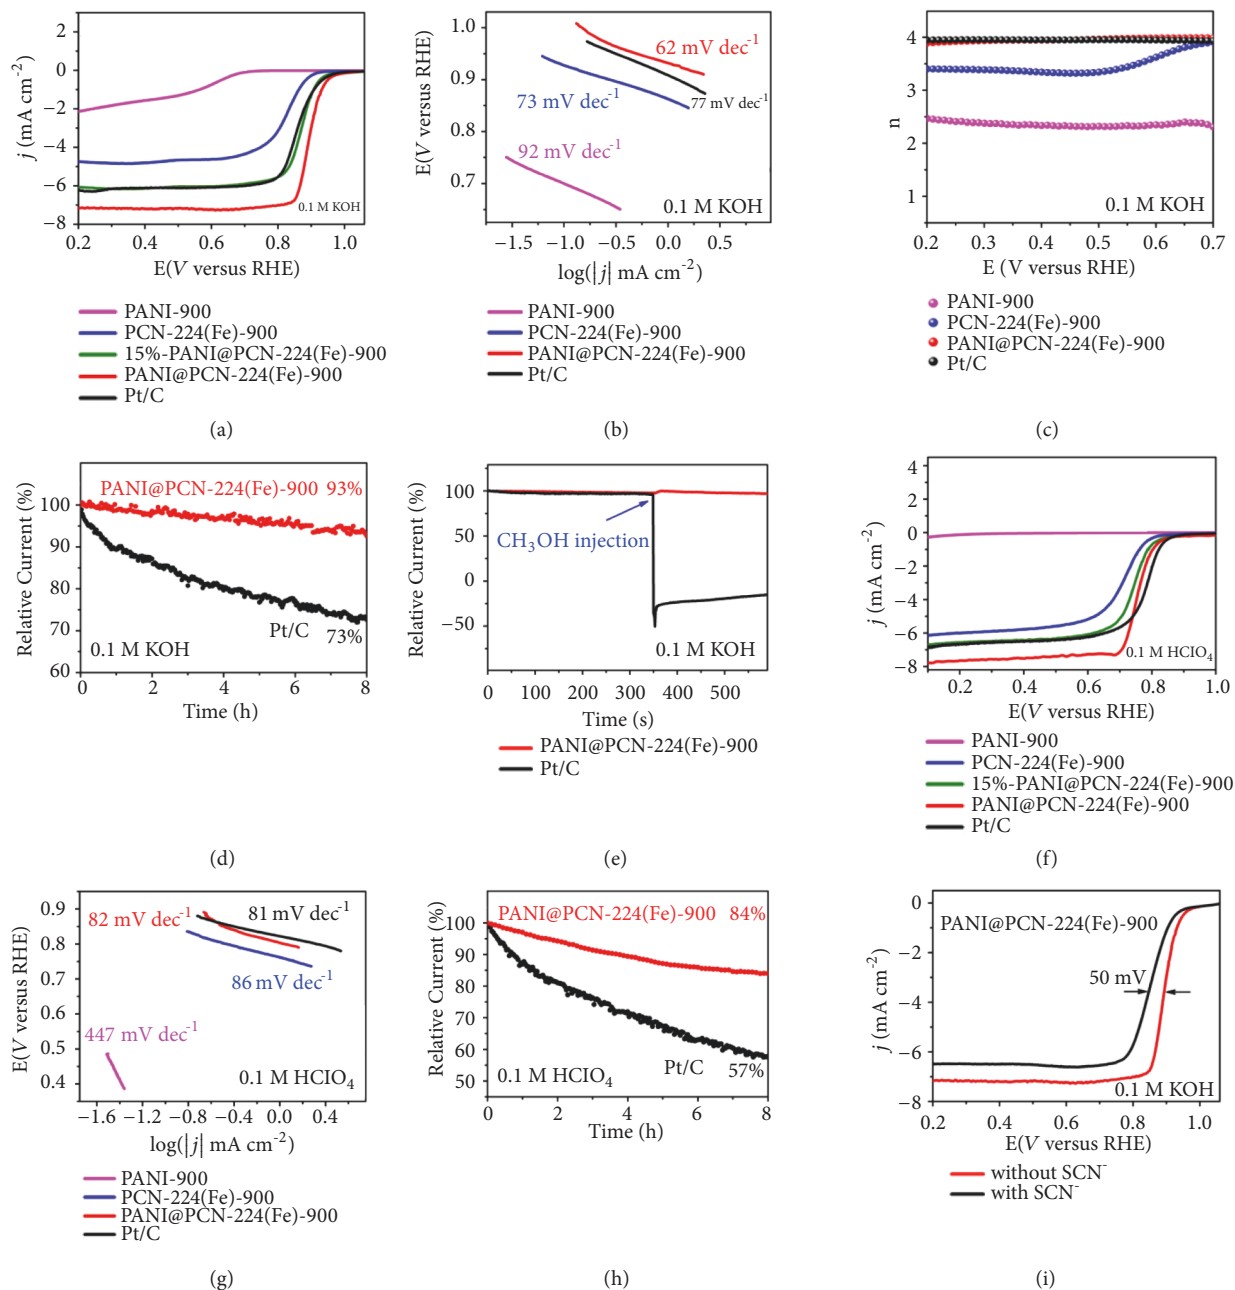 2
0
−2
−4
−6
−8
j (mA cm-2)
0.1 M KOH
0.2 0.4 0.6 0.8 1.0
E(V versus RHE)
PANI-900
PCN-224(Fe)-900
15%-PANI@PCN-224(Fe)-900
PANI@PCN-224(Fe)-900
Pt/C
(a)
1.0
0.9
0.8
0.7
E(V versus RHE)
62 mV dec-1
73 mV dec-1
77 mV dec-1
92 mV dec-1
0.1 M KOH
−1.5 −1.0 −0.5 0.0 0.5
log(|j| mA cm-2)
PANI-900
PCN-224(Fe)-900
PANI@PCN-224(Fe)-900
Pt/C
(b)
4
3
2
1
n
0.1 M KOH
0.2 0.3 0.4 0.5 0.6 0.7
E (V versus RHE)
PANI-900
PCN-224(Fe)-900
PANI@PCN-224(Fe)-900
Pt/C
(c)
110
100
90
80
70
60
Relative Current (%)
PANI@PCN-224(Fe)-900 93%
Pt/C
73%
0.1 M KOH
0 2 4 6 8
Time (h)
(d)
100
50
0
−50
Relative Current (%)
CH3OH injection
0.1 M KOH
0 100 200 300 400 500
Time (s)
PANI@PCN-224(Fe)-900
Pt/C
(e)
4
2
0
−2
−4
−6
−8
j (mA cm-2)
0.1 M HClO4
0.2 0.4 0.6 0.8 1.0
E(V versus RHE)
PANI-900
PCN-224(Fe)-900
15%-PANI@PCN-224(Fe)-900
PANI@PCN-224(Fe)-900
Pt/C
(f)
0.9
0.8
0.7
0.6
0.5
0.4
E(V versus RHE)
82 mV dec-1
81 mV dec-1
86 mV dec-1
447 mV dec-1
0.1 M HClO4
−1.6 −1.2 −0.8 −0.4 0.0 0.4
log(|j| mA cm-2)
PANI-900
PCN-224(Fe)-900
PANI@PCN-224(Fe)-900
Pt/C
(g)
100
90
80
70
60
50
Relative Current (%)
PANI@PCN-224(Fe)-900 84%
Pt/C
57%
0.1 M HClO4
0 2 4 6 8
Time (h)
(h)
0
−2
−4
−6
−8
j (mA cm-2)
PANI@PCN-224(Fe)-900
50 mV
0.1 M KOH
0.2 0.4 0.6 0.8 1.0
E(V versus RHE)
without SCN-
with SCN-
(i)